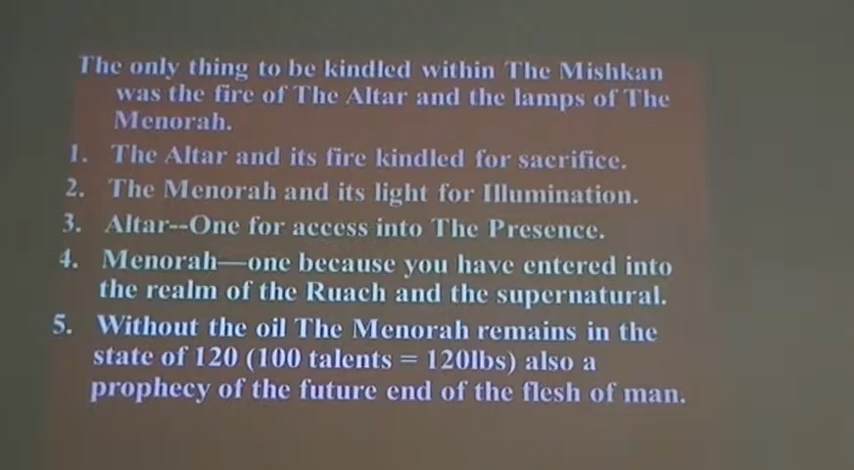 The only thing to be kindled within The Mishkan
was the fire of The Altar and the lamps of The
Menorah.
1. The Altar and its fire kindled for sacrifice.
2. The Menorah and its light for Illumination.
3. Altar--One for access into The Presence.
4. Menorah—one because you have entered into
the realm of the Ruach and the supernatural.
5. Without the oil The Menorah remains in the
state of 120 (100 talents = 120lbs) also a
prophecy of the future end of the flesh of man.